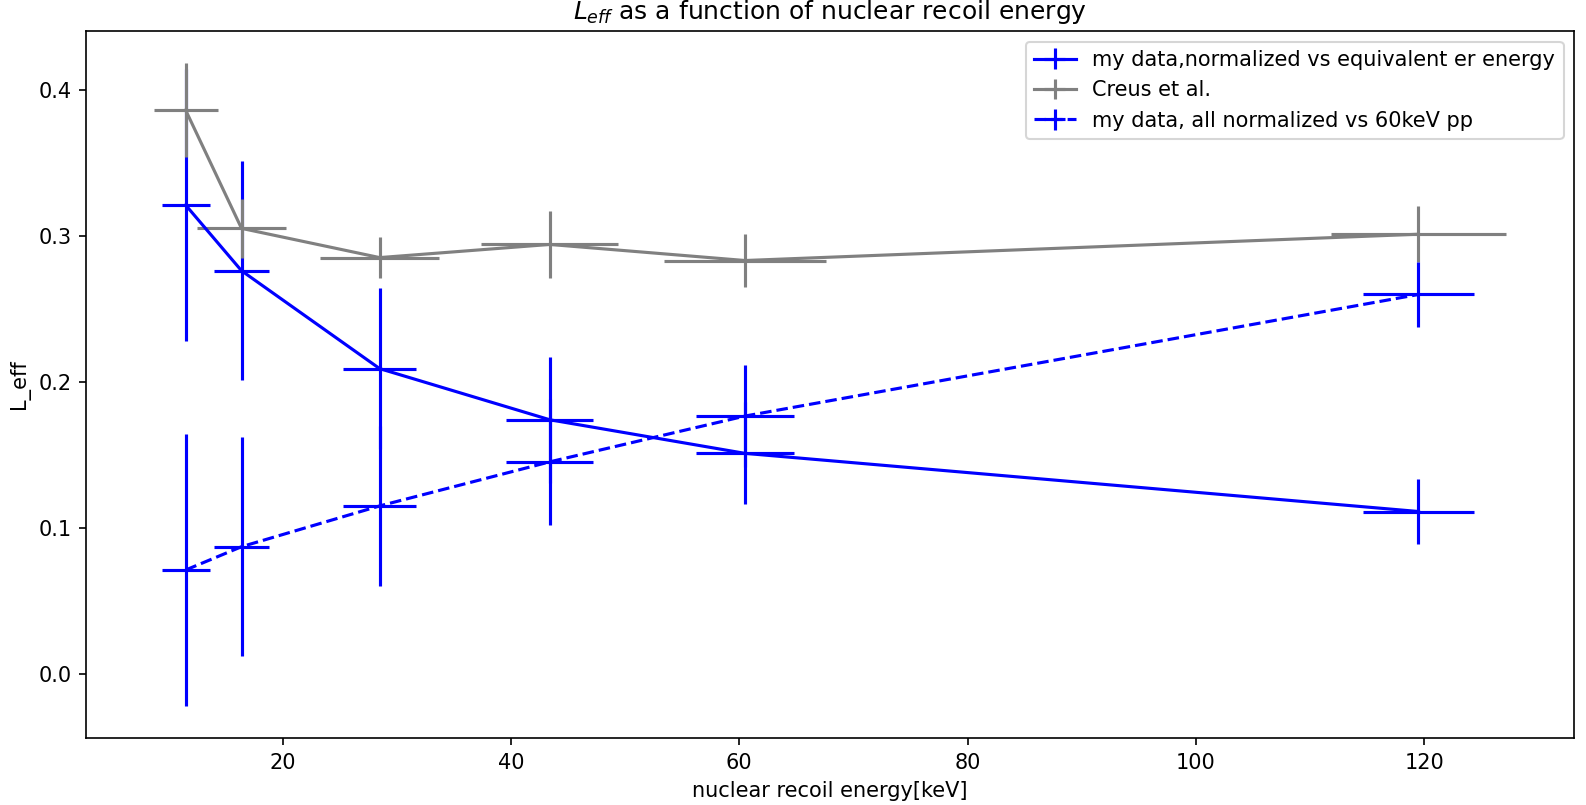 L_eff as a function of nuclear recoil energy
my data,normalized vs equivalent er energy
Creus et al.
my data, all normalized vs 60keV pp
L_eff
0.4
0.3
0.2
0.1
0.0
20 40 60 80 100 120
nuclear recoil energy[keV]